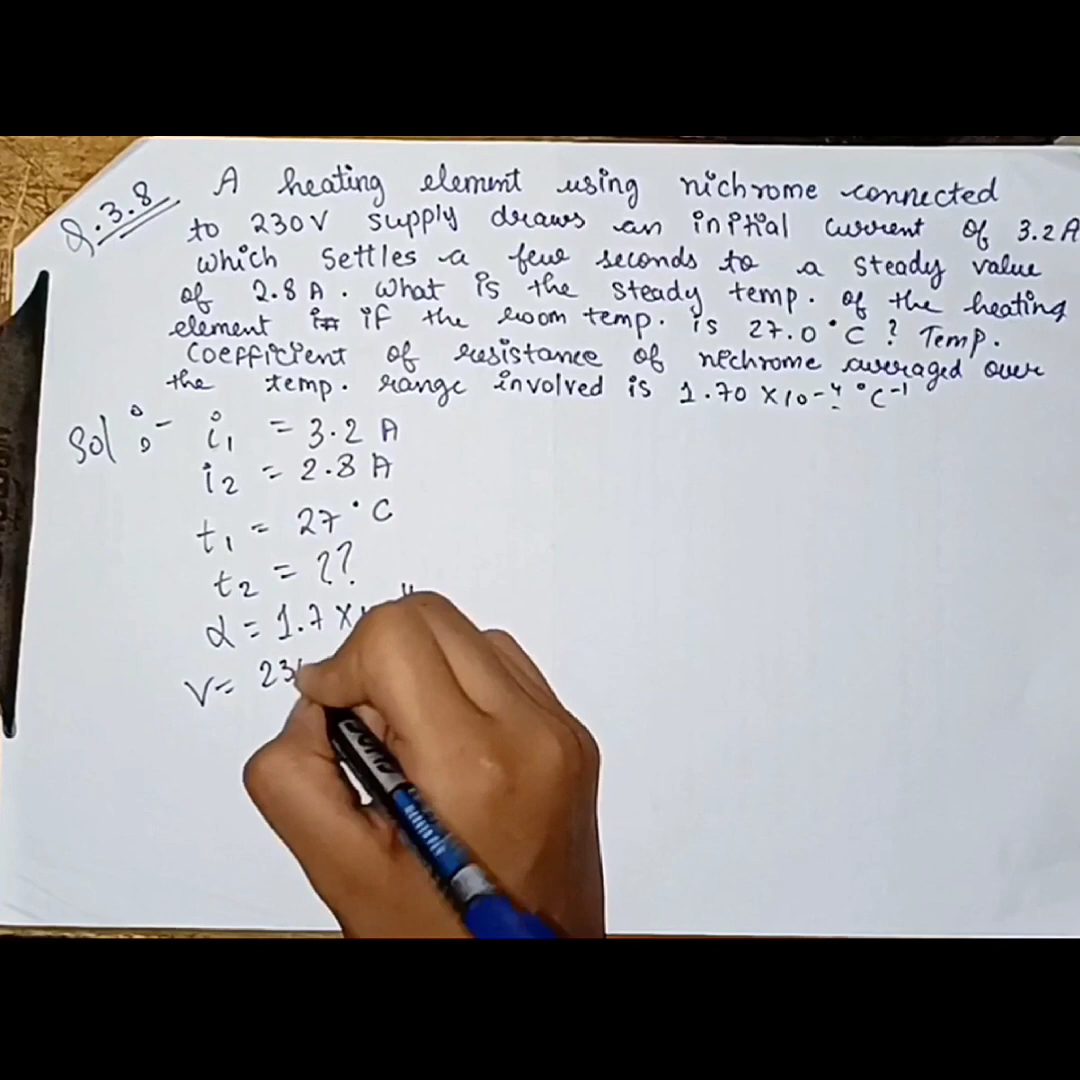 Q.3.8 A heating element using nichrome connected
to 230V supply draws an initial current of 3.2A
which settles a few seconds to a steady value
of 2.8 A. What is the steady temp. of the heating
element if the room temp. is 27.0 °C ? Temp.
Coefficient of resistance of nichrome averaged over
the temp. range involved is 1.70 × 10-4 °C-1
Sol :- i1 = 3.2 A
i2 = 2.8 A
t1 = 27 °C
t2 = ??
α = 1.7 ×
V = 23